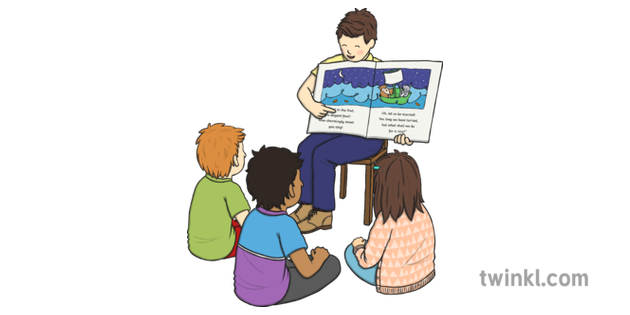 to the Owl,
elegant fowl!
How charmingly sweet
you sing!
Oh, let us be married!
Too long we have tarried,
but what shall we do
for a ring?
twinkl.com